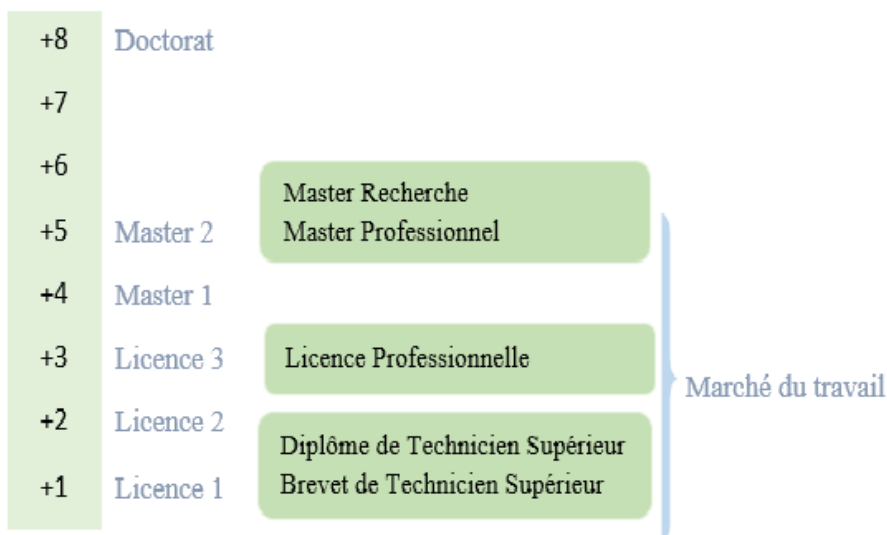 +8 Doctorat
+7
+6
Master Recherche
+5 Master 2 Master Professionnel
+4 Master 1
+3 Licence 3 Licence Professionnelle
Marché du travail
+2 Licence 2
Diplôme de Technicien Supérieur
+1 Licence 1 Brevet de Technicien Supérieur